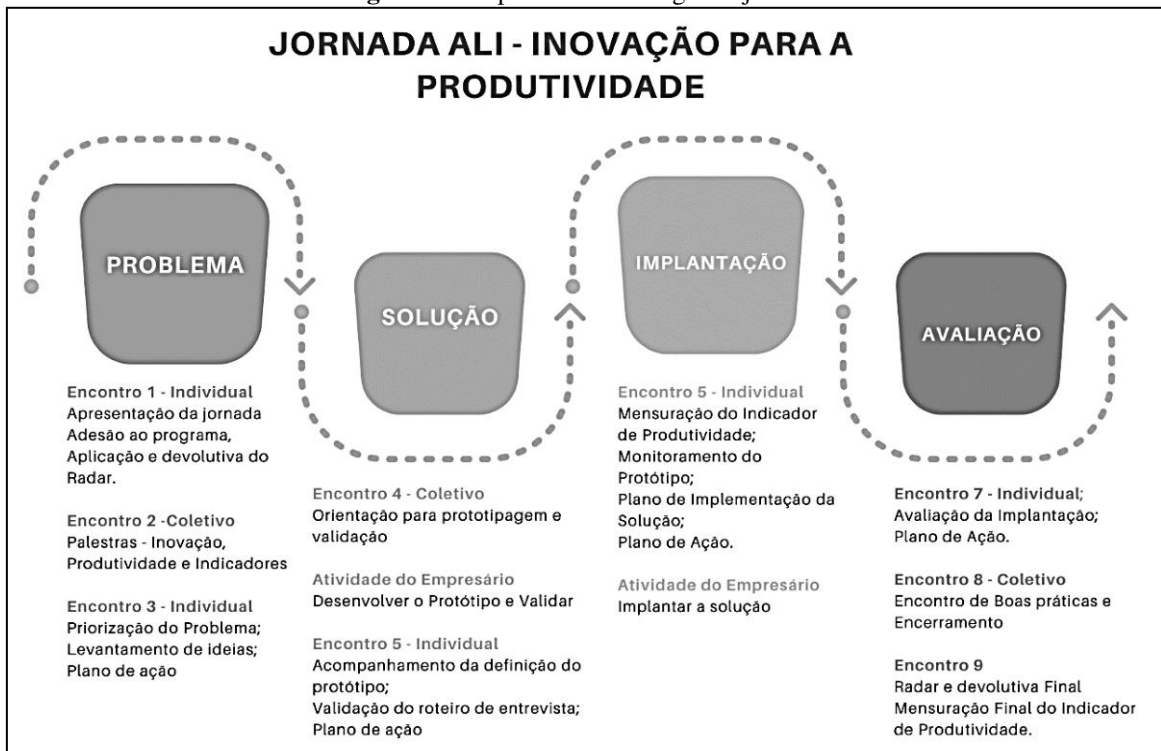 JORNADA ALI - INOVAÇÃO PARA A
PRODUTIVIDADE
PROBLEMA
Encontro 1 - Individual
Apresentação da jornada
Adesão ao programa,
Aplicação e devolutiva do
Radar.
Encontro 2 -Coletivo
Palestras - Inovação,
Produtividade e Indicadores
Encontro 3 - Individual
Priorização do Problema;
Levantamento de ideias;
Plano de ação
SOLUÇÃO
Encontro 4 - Coletivo
Orientação para prototipagem e
validação
Atividade do Empresário
Desenvolver o Protótipo e Validar
Encontro 5 - Individual
Acompanhamento da definição do
protótipo;
Validação do roteiro de entrevista;
Plano de ação
IMPLANTAÇÃO
Encontro 5 - Individual
Mensuração do Indicador
de Produtividade;
Monitoramento do
Protótipo;
Plano de Implementação da
Solução;
Plano de Ação.
Atividade do Empresário
Implantar a solução
AVALIAÇÃO
Encontro 7 - Individual;
Avaliação da Implantação;
Plano de Ação.
Encontro 8 - Coletivo
Encontro de Boas práticas e
Encerramento
Encontro 9
Radar e devolutiva Final
Mensuração Final do Indicador
de Produtividade.